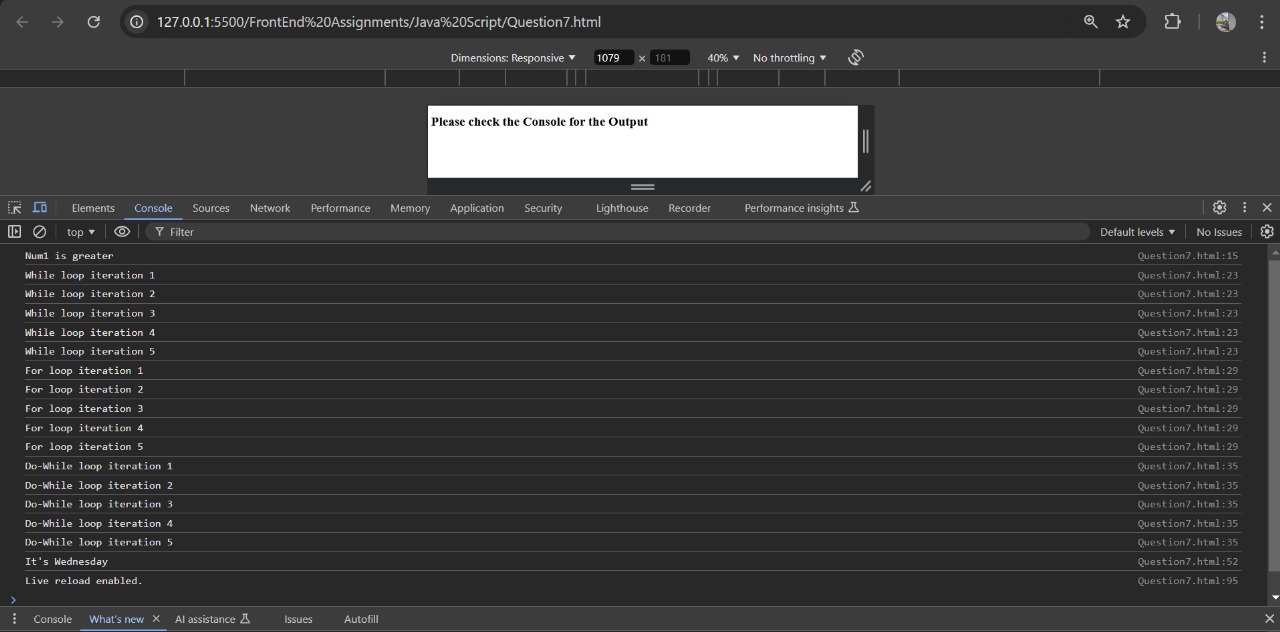 127.0.0.1:5500/FrontEnd%20Assignments/Java%20Script/Question7.html
Dimensions: Responsive 1079 × 181 40% No throttling
Please check the Console for the Output
Elements Console Sources Network Performance Memory Application Security Lighthouse Recorder Performance insights
top Filter Default levels No Issues
Num1 is greater Question7.html:15
While loop iteration 1 Question7.html:23
While loop iteration 2 Question7.html:23
While loop iteration 3 Question7.html:23
While loop iteration 4 Question7.html:23
While loop iteration 5 Question7.html:23
For loop iteration 1 Question7.html:29
For loop iteration 2 Question7.html:29
For loop iteration 3 Question7.html:29
For loop iteration 4 Question7.html:29
For loop iteration 5 Question7.html:29
Do-While loop iteration 1 Question7.html:35
Do-While loop iteration 2 Question7.html:35
Do-While loop iteration 3 Question7.html:35
Do-While loop iteration 4 Question7.html:35
Do-While loop iteration 5 Question7.html:35
It's Wednesday Question7.html:52
Live reload enabled. Question7.html:95
Console What's new AI assistance Issues Autofill